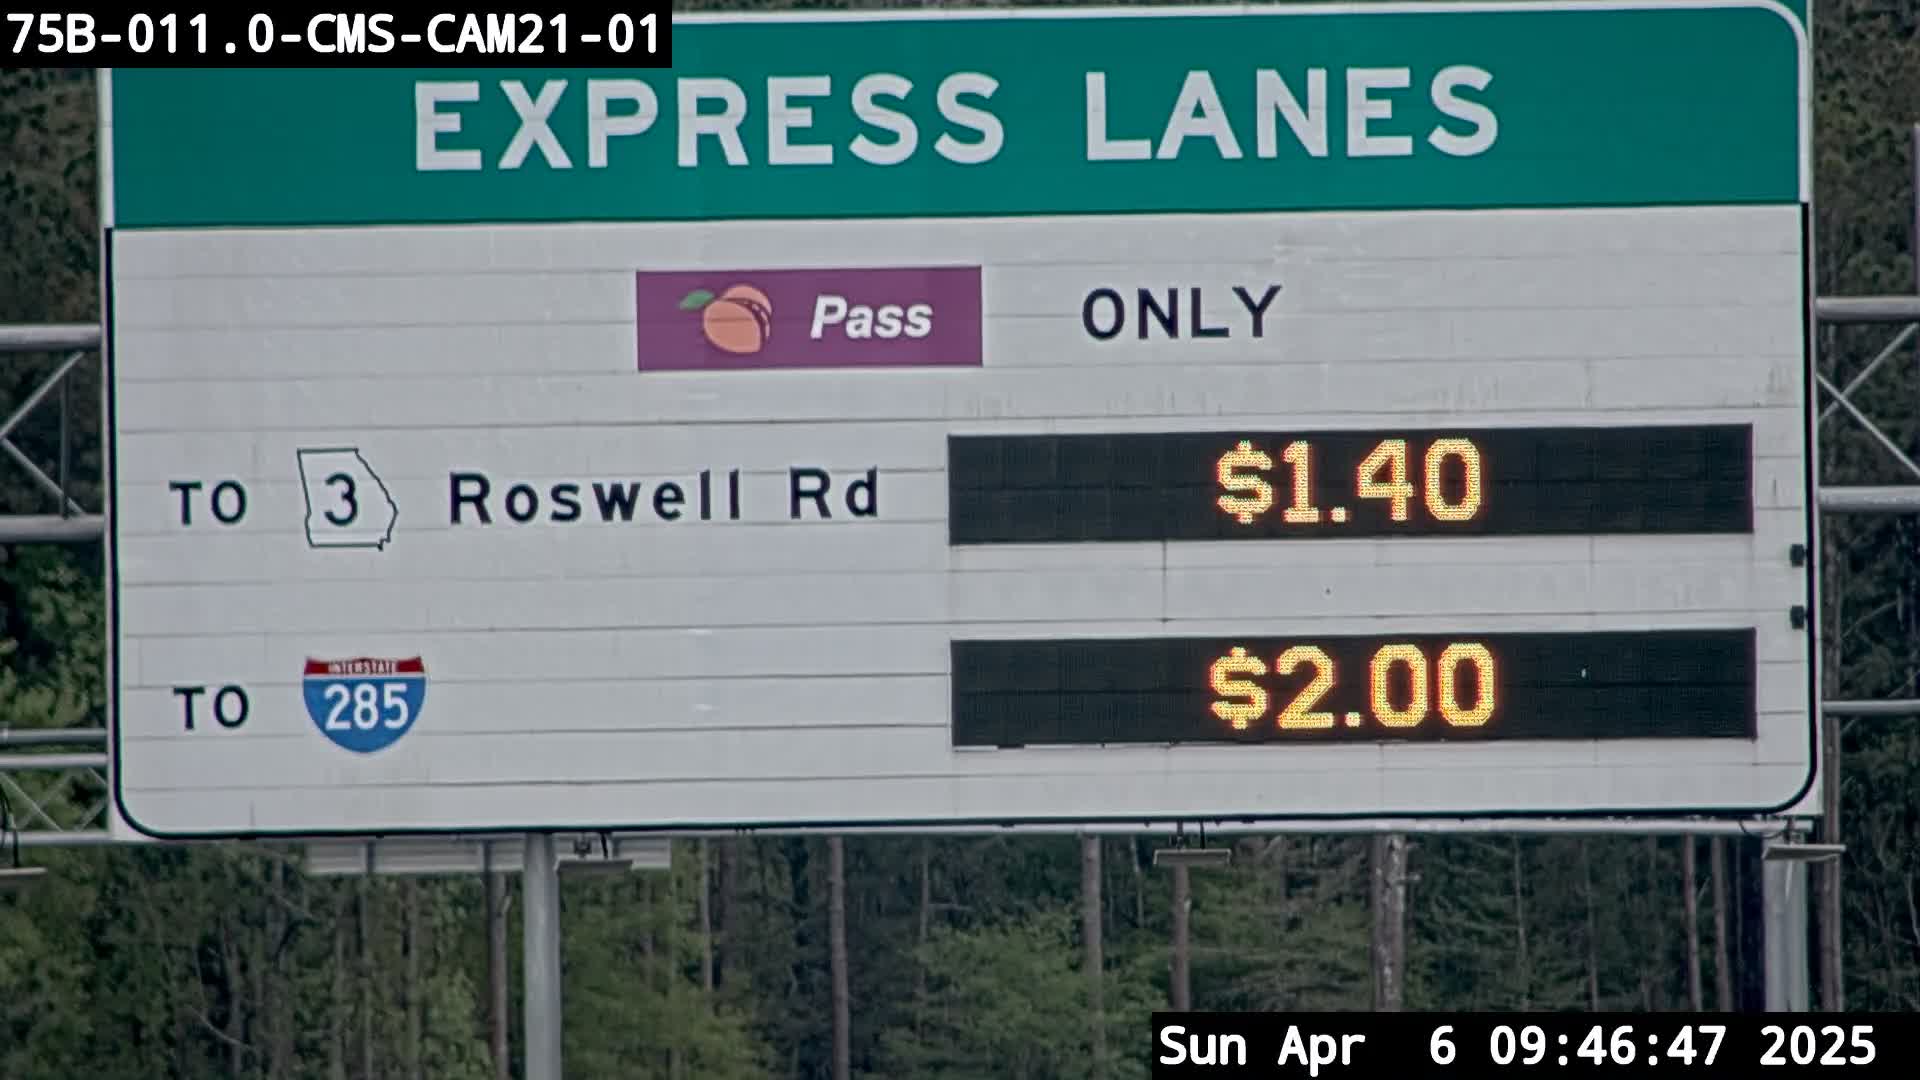 75B-011.0-CMS-CAM21-01
EXPRESS LANES
Pass ONLY
TO 3 Roswell Rd $1.40
INTERSTATE
TO 285 $2.00
Sun Apr 6 09:46:47 2025